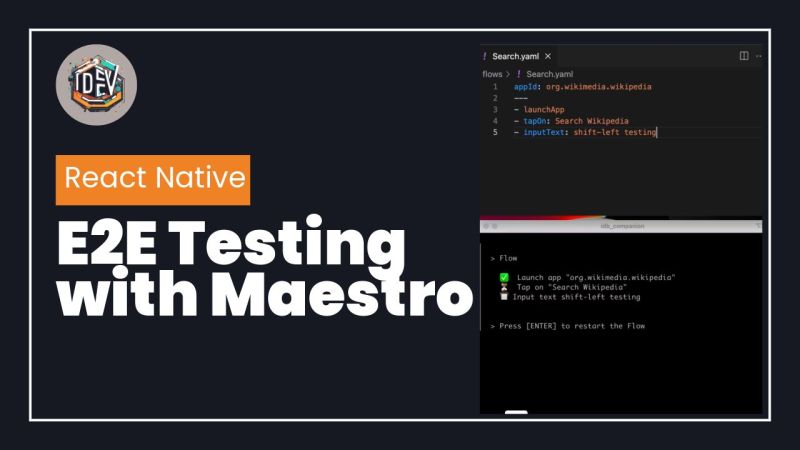 IDEV
React Native
E2E Testing
with Maestro
! Search.yaml ×
flows > ! Search.yaml
1 appId: org.wikimedia.wikipedia
2 ---
3 - launchApp
4 - tapOn: Search Wikipedia
5 - inputText: shift-left testing
idb_companion
> Flow
✅ Launch app "org.wikimedia.wikipedia"
⏳ Tap on "Search Wikipedia"
Input text shift-left testing
> Press [ENTER] to restart the Flow